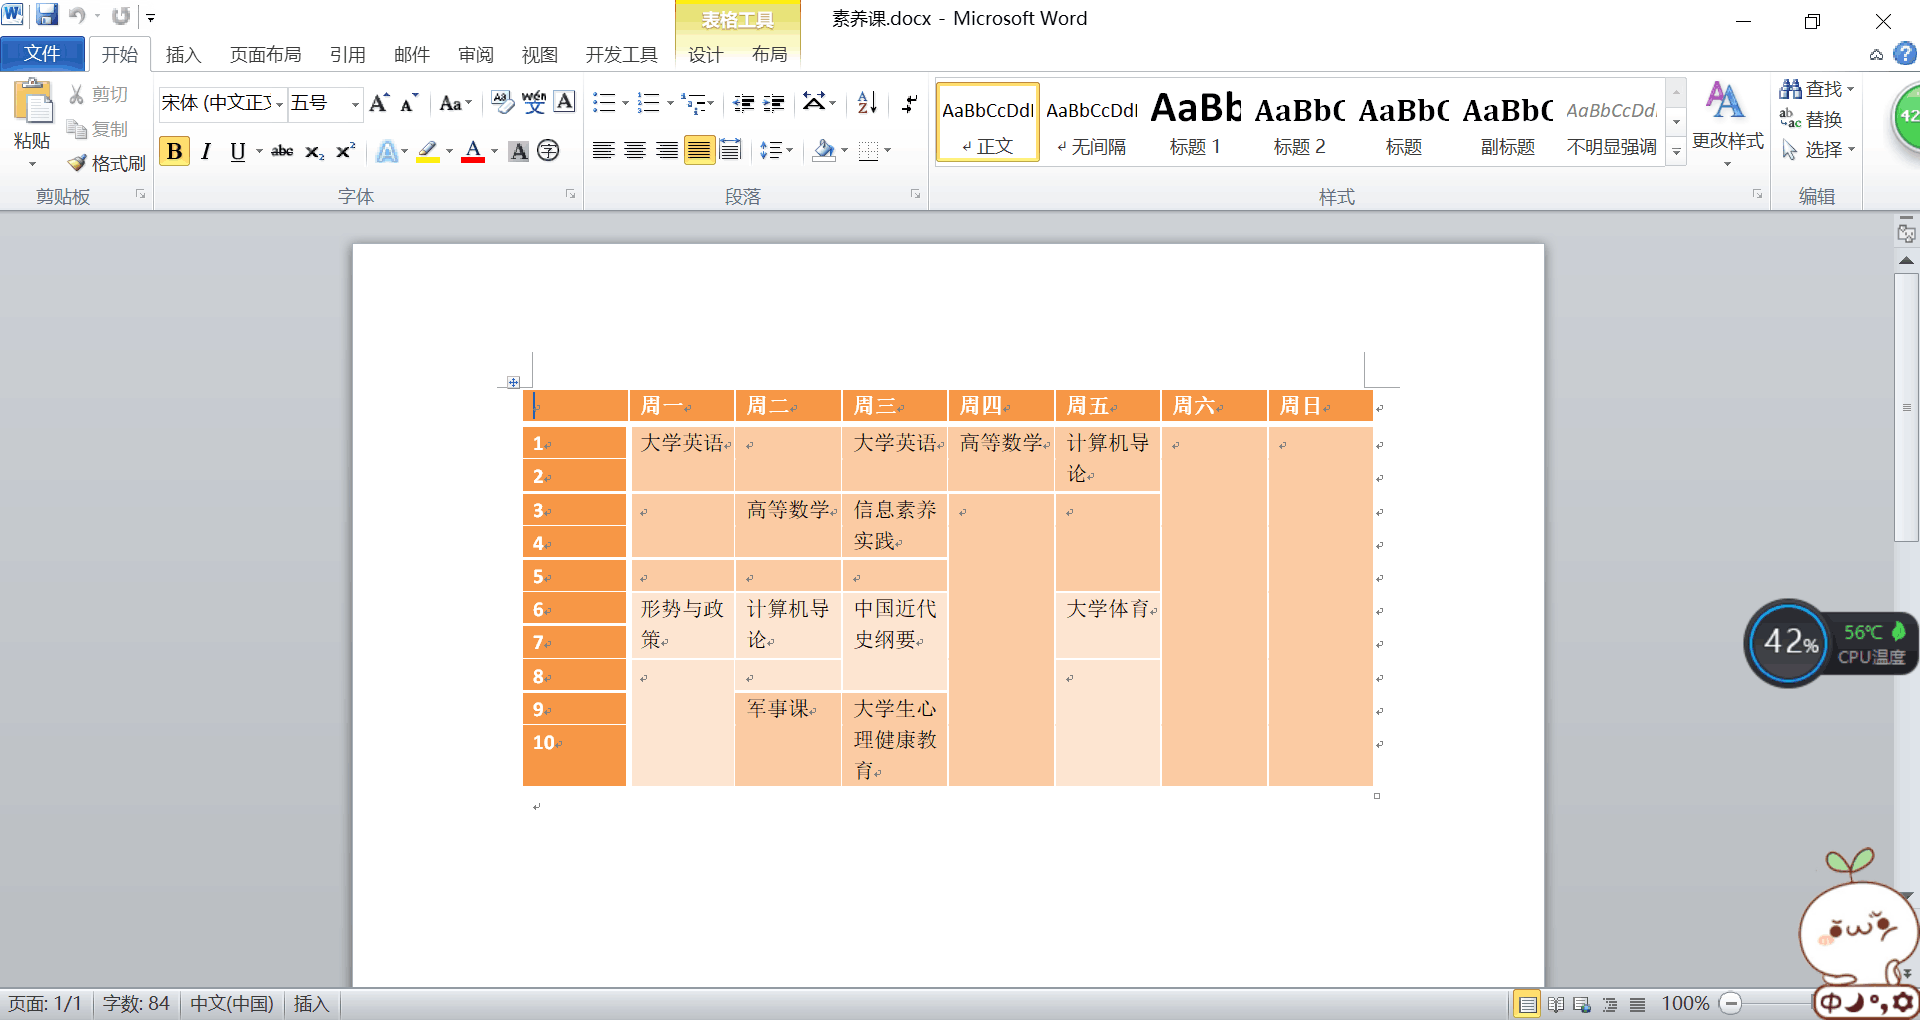 表格工具
素养课.docx - Microsoft Word
文件 开始 插入 页面布局 引用 邮件 审阅 视图 开发工具 设计 布局
剪切
复制
格式刷
粘贴
宋体 (中文正文 五号
AaBbCcDdI AaBbCcDdI AaBb AaBbC AaBbC AaBbC AaBbCcDdI
正文 无间隔 标题 1 标题 2 标题 副标题 不明显强调
更改样式
查找
替换
选择
剪贴板 字体 段落 样式 编辑
42
周一 周二 周三 周四 周五 周六 周日
1 大学英语 大学英语 高等数学 计算机导
2 论
3 高等数学 信息素养
4 实践
5
6 形势与政 计算机导 中国近代 大学体育
7 策 论 史纲要
8
9 军事课 大学生心
10 理健康教
育
42%
56℃
CPU温度
页面: 1/1 字数: 84 中文(中国) 插入
100%
中